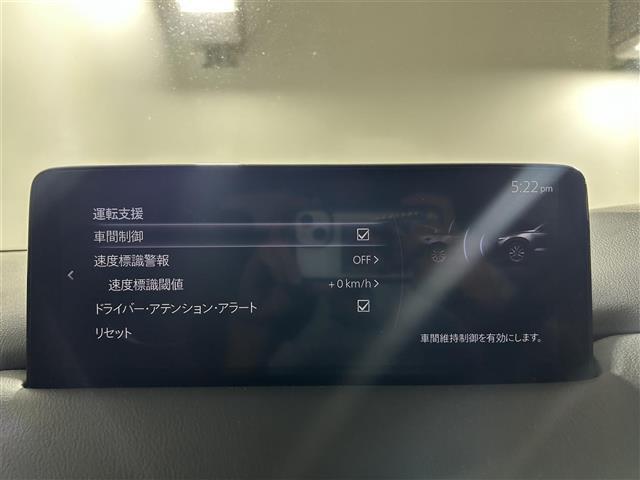 5:22 pm
運転支援
車間制御
速度標識警報 OFF
速度標識閾値 +0 km/h
ドライバー・アテンション・アラート
リセット
車間維持制御を有効にします。